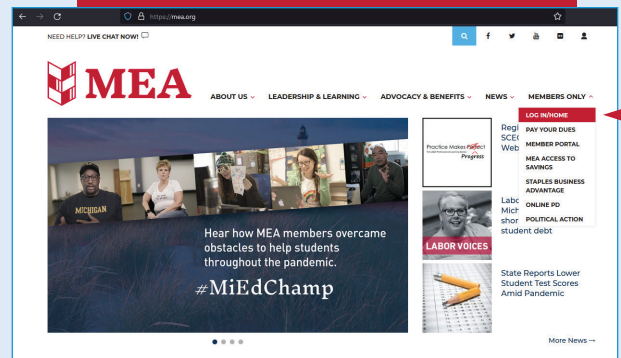 https://mea.org
NEED HELP? LIVE CHAT NOW!
MEA
ABOUT US
LEADERSHIP & LEARNING
ADVOCACY & BENEFITS
NEWS
MEMBERS ONLY
LOG IN/HOME
PAY YOUR DUES
MEMBER PORTAL
MEA ACCESS TO
SAVINGS
STAPLES BUSINESS
ADVANTAGE
ONLINE PD
POLITICAL ACTION
MICHIGAN
Hear how MEA members overcame
obstacles to help students
throughout the pandemic.
#MiEdChamp
Practice Makes Perfect
Progress
Regi
SCEC
Web
LABOR VOICES
Labo
Mich
shor
student debt
State Reports Lower
Student Test Scores
Amid Pandemic
More News →